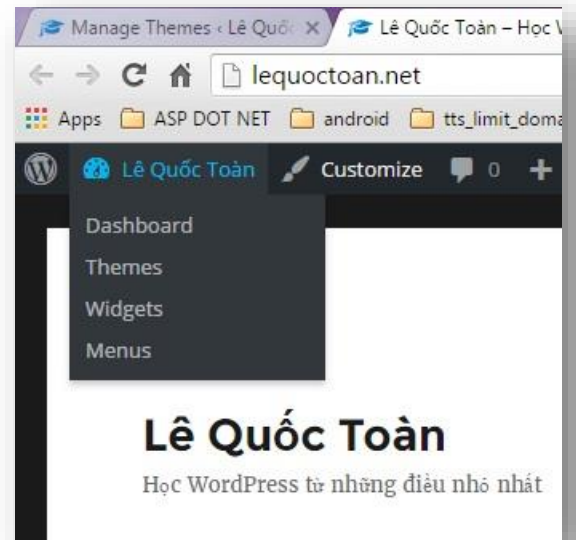 Manage Themes ‹ Lê Quốc
Lê Quốc Toàn – Học
lequoctoan.net
Apps ASP DOT NET android tts_limit_doma
Lê Quốc Toàn Customize 0
Dashboard
Themes
Widgets
Menus
Lê Quốc Toàn
Học WordPress từ những điều nhỏ nhất